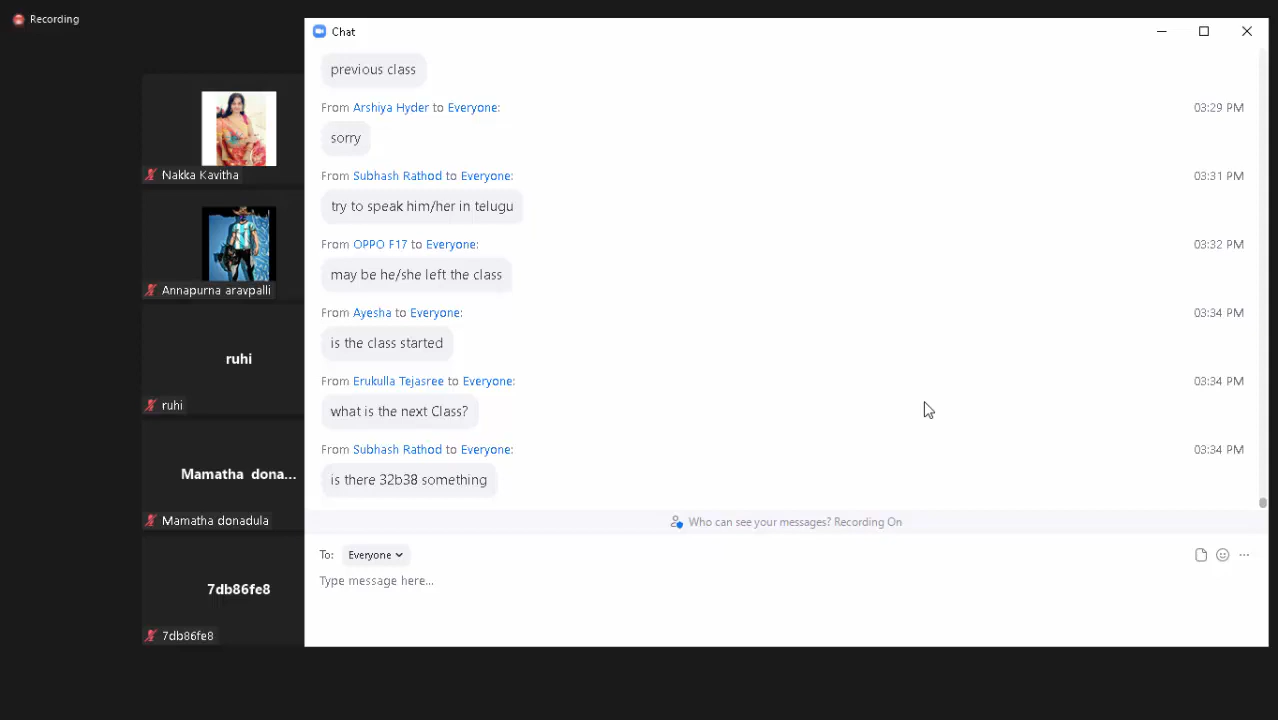 Recording
Chat
previous class
From Arshiya Hyder to Everyone: 03:29 PM
sorry
From Subhash Rathod to Everyone: 03:31 PM
try to speak him/her in telugu
From OPPO F17 to Everyone: 03:32 PM
may be he/she left the class
From Ayesha to Everyone: 03:34 PM
is the class started
From Erukulla Tejasree to Everyone: 03:34 PM
what is the next Class?
From Subhash Rathod to Everyone: 03:34 PM
is there 32b38 something
Who can see your messages? Recording On
To: Everyone
Type message here...
Nakka Kavitha
Annapurna aravpalli
ruhi
ruhi
Mamatha dona...
Mamatha donadula
7db86fe8
7db86fe8